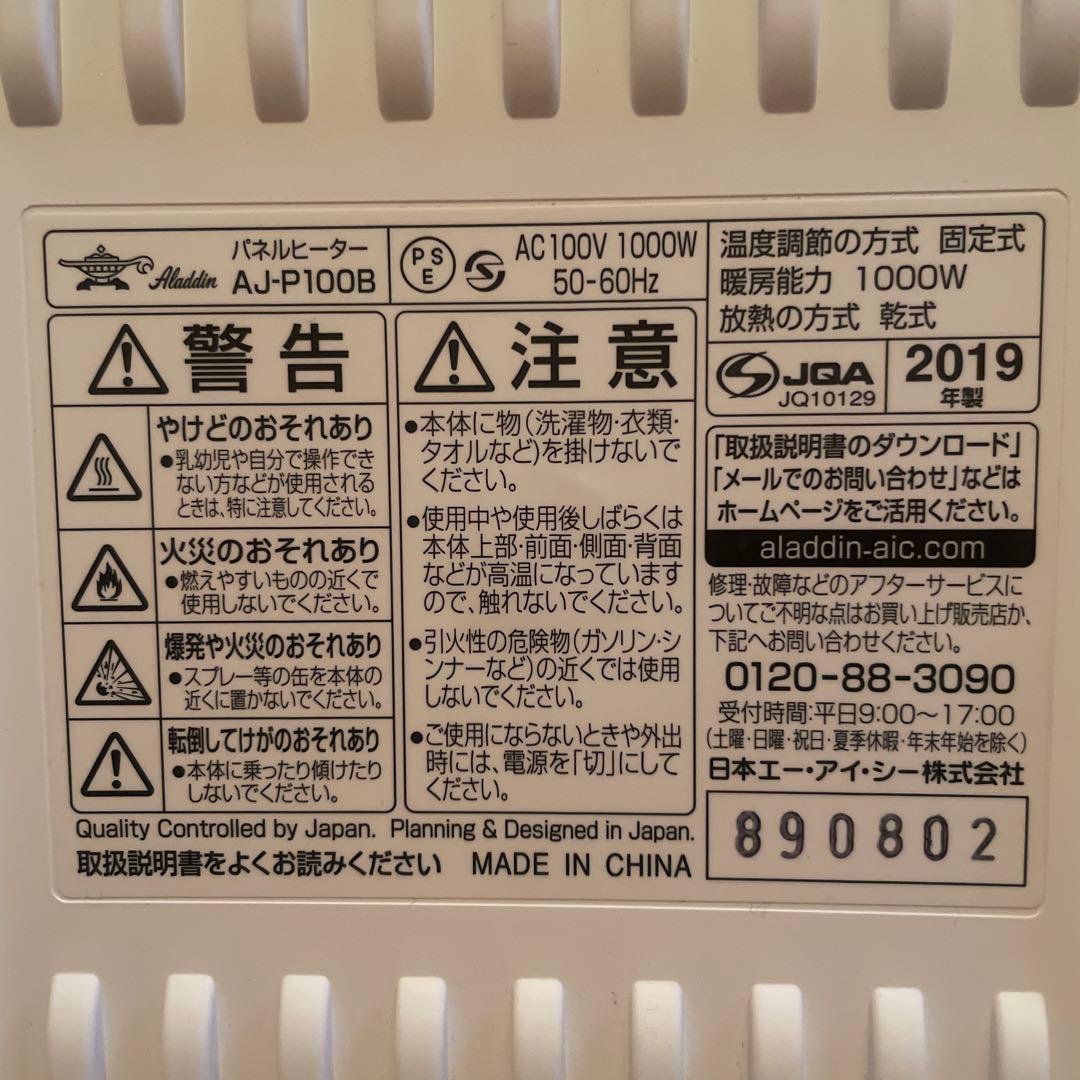 Aladdin
パネルヒーター
AJ-P100B
PS
E
AC100V 1000W
50-60Hz
温度調節の方式 固定式
暖房能力 1000W
放熱の方式 乾式
JQA
JQ10129
2019
年製
警告
やけどのおそれあり
●乳幼児や自分で操作でき
ない方などが使用される
ときは、特に注意してください。
火災のおそれあり
●燃えやすいものの近くで
使用しないでください。
爆発や火災のおそれあり
●スプレー等の缶を本体の
近くに置かないでください。
転倒してけがのおそれあり
●本体に乗ったり傾けたり
しないでください。
注意
●本体に物(洗濯物・衣類・
タオルなど)を掛けないで
ください。
●使用中や使用後しばらくは
本体上部・前面・側面・背面
などが高温になっています
ので、触れないでください。
●引火性の危険物(ガソリン・シ
ンナーなど)の近くでは使用
しないでください。
●ご使用にならないときや外出
時には、電源を「切」にして
ください。
「取扱説明書のダウンロード」
「メールでのお問い合わせ」などは
ホームページをご活用ください。
aladdin-aic.com
修理・故障などのアフターサービスに
ついてご不明な点はお買い上げ販売店か、
下記へお問い合わせください。
0120-88-3090
受付時間:平日9:00〜17:00
(土曜・日曜・祝日・夏季休暇・年末年始を除く)
日本エー・アイ・シー株式会社
890802
Quality Controlled by Japan. Planning & Designed in Japan.
取扱説明書をよくお読みください MADE IN CHINA